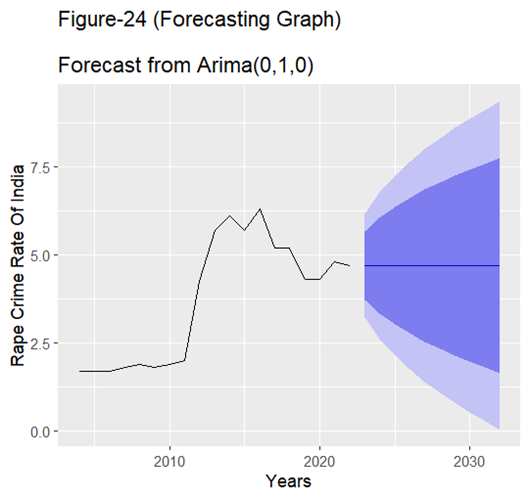 Figure-24 (Forecasting Graph)
Forecast from Arima(0,1,0)
Rape Crime Rate Of India
7.5
5.0
2.5
0.0
2010
2020
2030
Years